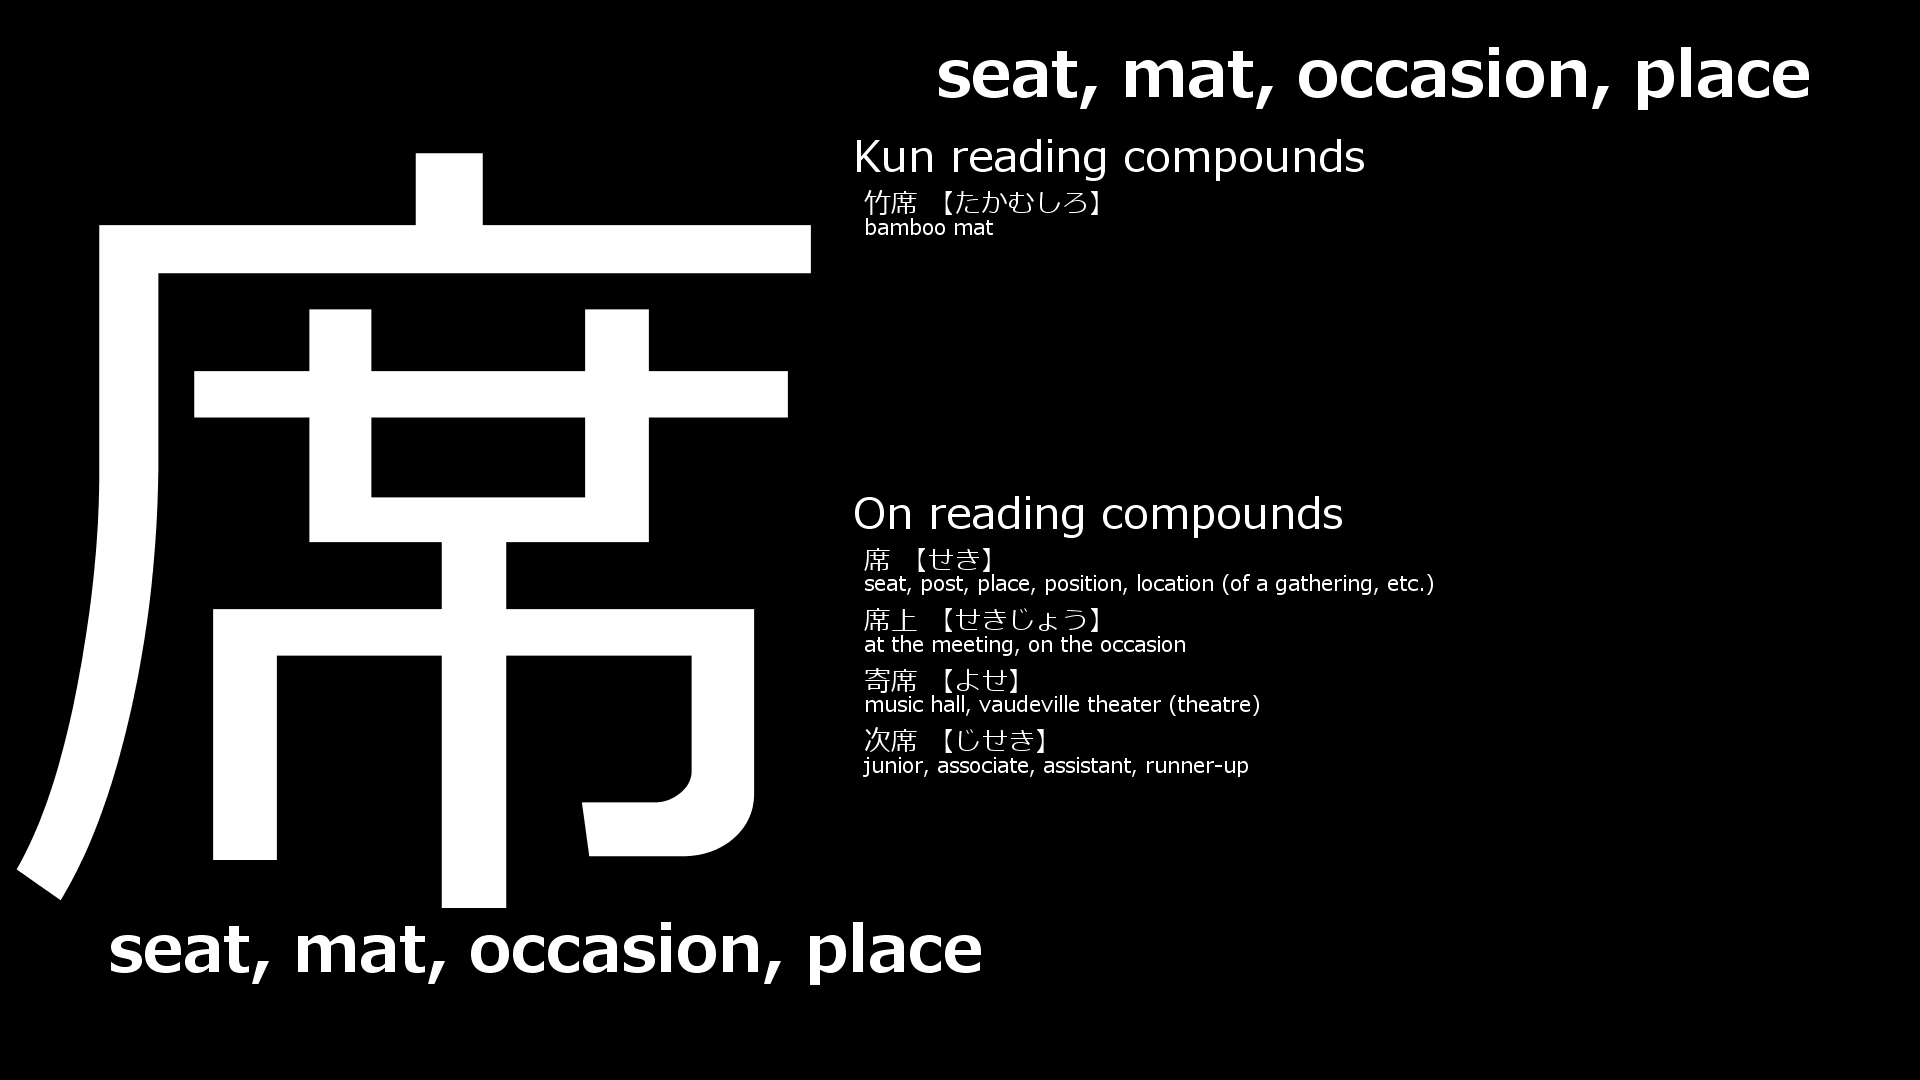 席
seat, mat, occasion, place
seat, mat, occasion, place
Kun reading compounds
竹席 【たかむしろ】
bamboo mat
On reading compounds
席 【せき】
seat, post, place, position, location (of a gathering, etc.)
席上 【せきじょう】
at the meeting, on the occasion
寄席 【よせ】
music hall, vaudeville theater (theatre)
次席 【じせき】
junior, associate, assistant, runner-up